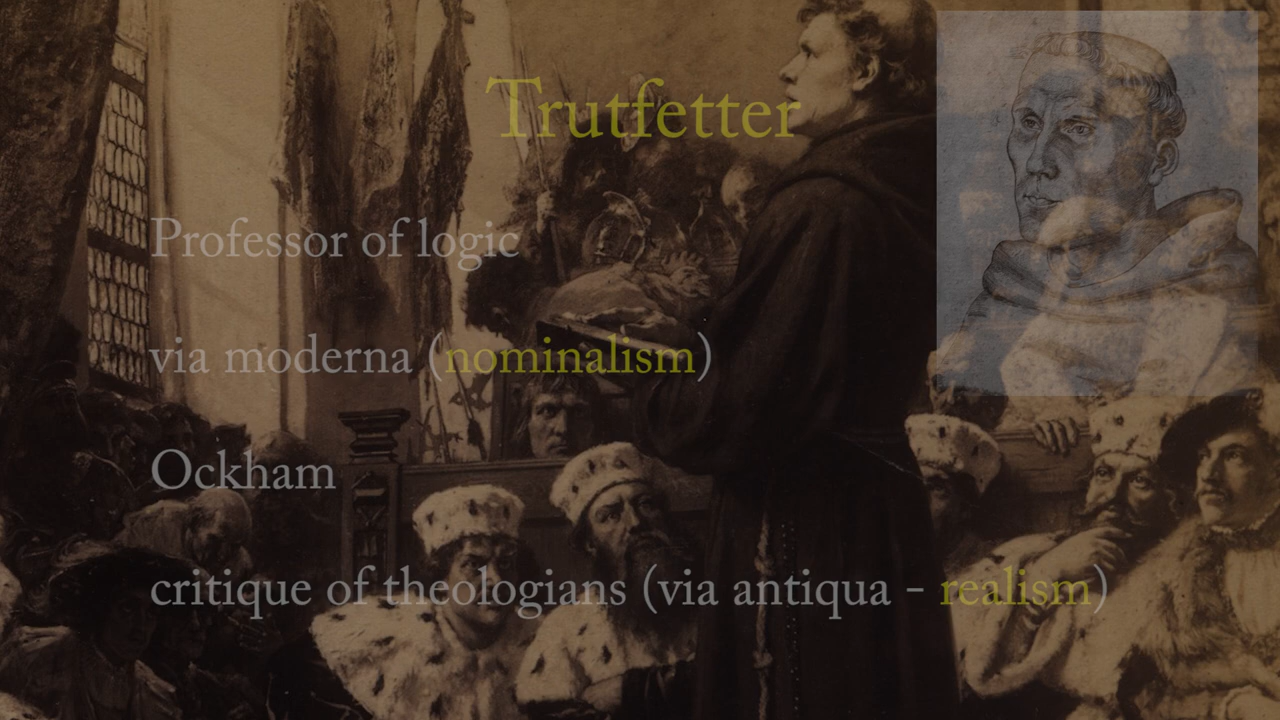 Trutfetter
Professor of logic
via moderna (nominalism)
Ockham
critique of theologians (via antiqua - realism)